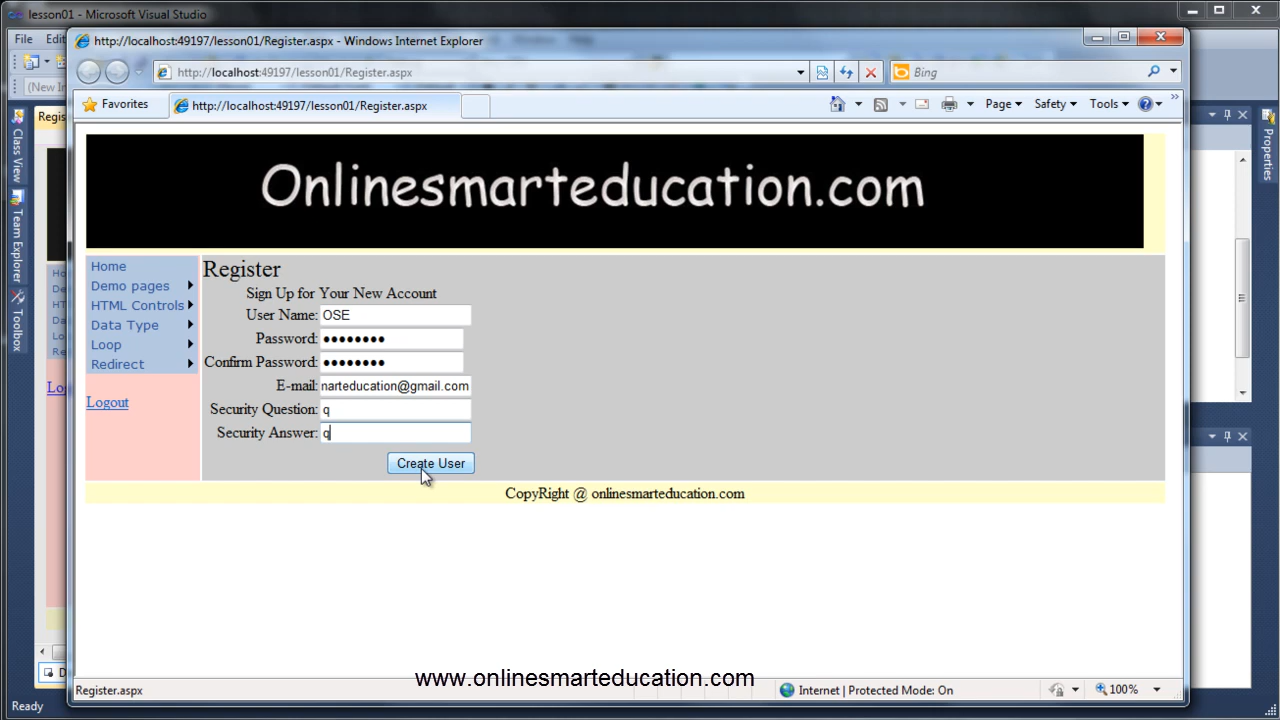 lesson01 - Microsoft Visual Studio
File Edi
http://localhost:49197/lesson01/Register.aspx - Windows Internet Explorer
http://localhost:49197/lesson01/Register.aspx
Bing
(New In
Favorites
http://localhost:49197/lesson01/Register.aspx
Page
Safety
Tools
Regist
Class View
Team Explorer
Toolbox
Properties
Onlinesmarteducation.com
Home
Demo pages
HTML Controls
Data Type
Loop
Redirect
Logout
Register
Sign Up for Your New Account
User Name: OSE
Password: ●●●●●●●●
Confirm Password: ●●●●●●●●
E-mail: narteducation@gmail.com
Security Question: q
Security Answer: q
Create User
CopyRight @ onlinesmarteducation.com
www.onlinesmarteducation.com
Register.aspx
Internet | Protected Mode: On
100%
Ready